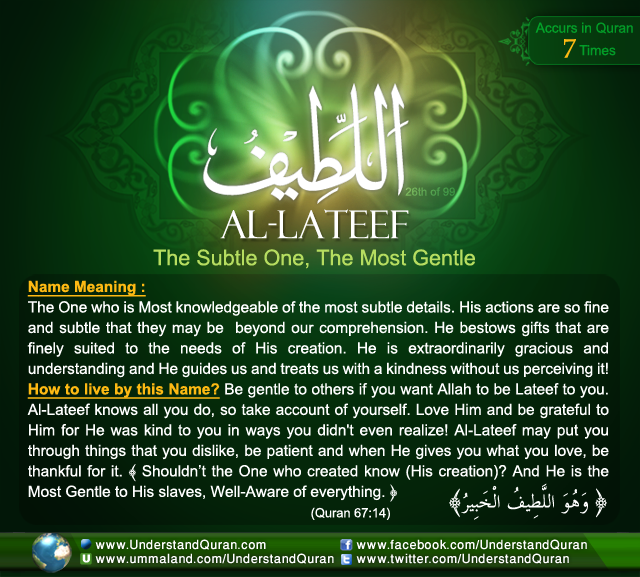 Accurs in Quran
7 Times
اللَّطِيْفُ
26th of 99
AL-LATEEF
The Subtle One, The Most Gentle
Name Meaning :
The One who is Most knowledgeable of the most subtle details. His actions are so fine
and subtle that they may be beyond our comprehension. He bestows gifts that are
finely suited to the needs of His creation. He is extraordinarily gracious and
understanding and He guides us and treats us with a kindness without us perceiving it!
How to live by this Name? Be gentle to others if you want Allah to be Lateef to you.
Al-Lateef knows all you do, so take account of yourself. Love Him and be grateful to
Him for He was kind to you in ways you didn't even realize! Al-Lateef may put you
through things that you dislike, be patient and when He gives you what you love, be
thankful for it. ﴾ Shouldn't the One who created know (His creation)? And He is the
Most Gentle to His slaves, Well-Aware of everything. ﴿
﴿ وَهُوَ اللَّطِيفُ الْخَبِيرُ ﴾
(Quran 67:14)
www.UnderstandQuran.com
www.facebook.com/UnderstandQuran
www.ummaland.com/UnderstandQuran
www.twitter.com/UnderstandQuran